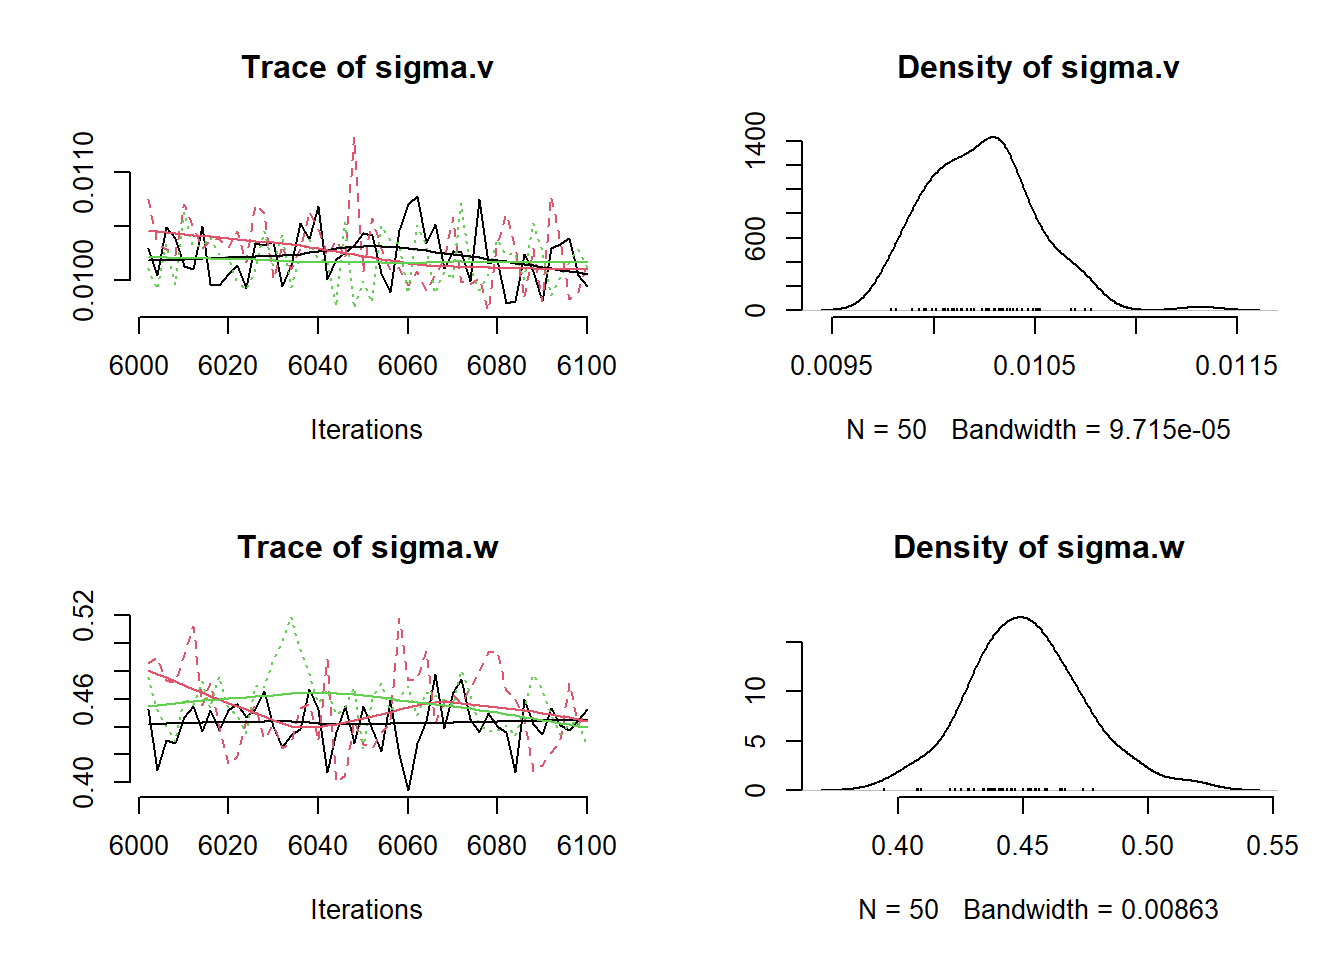 Trace of sigma.v
0.0110
0.0100
6000 6020 6040 6060 6080 6100
Iterations
Density of sigma.v
1400
600
0
0.0095 0.0105 0.0115
N = 50 Bandwidth = 9.715e-05
Trace of sigma.w
0.52
0.46
0.40
6000 6020 6040 6060 6080 6100
Iterations
Density of sigma.w
10
5
0
0.40 0.45 0.50 0.55
N = 50 Bandwidth = 0.00863